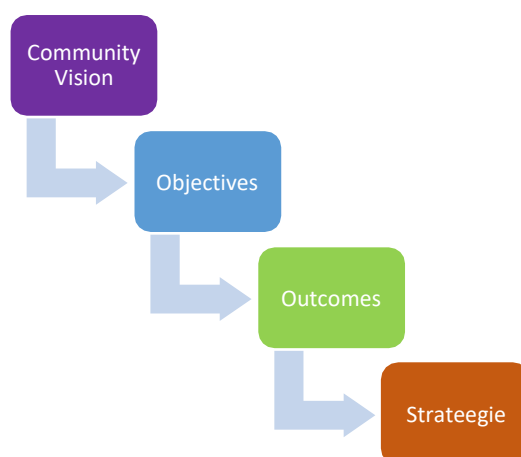 Community
Vision
Objectives
Outcomes
Strateegie